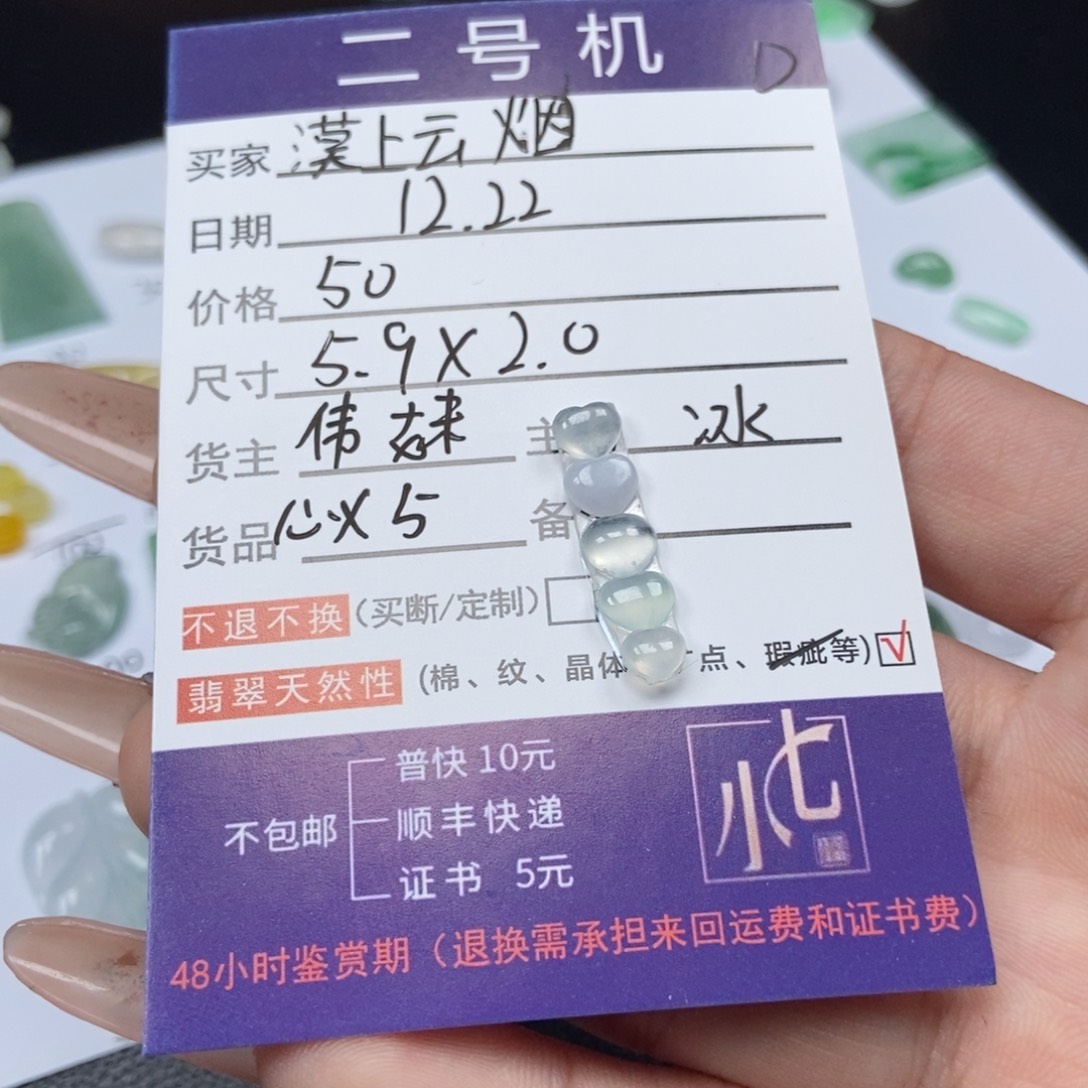 二号机 D
买家 漠上云烟
日期 12.22
价格 50
尺寸 5.9X2.0
货主 伟 主 冰
货品 心X5 备
不退不换(买断/定制)
翡翠天然性 (棉、纹、晶体 点、瑕疵等)√
普快 10元
不包邮 顺丰快递
证书 5元
小七
48小时鉴赏期(退换需承担来回运费和证书费)